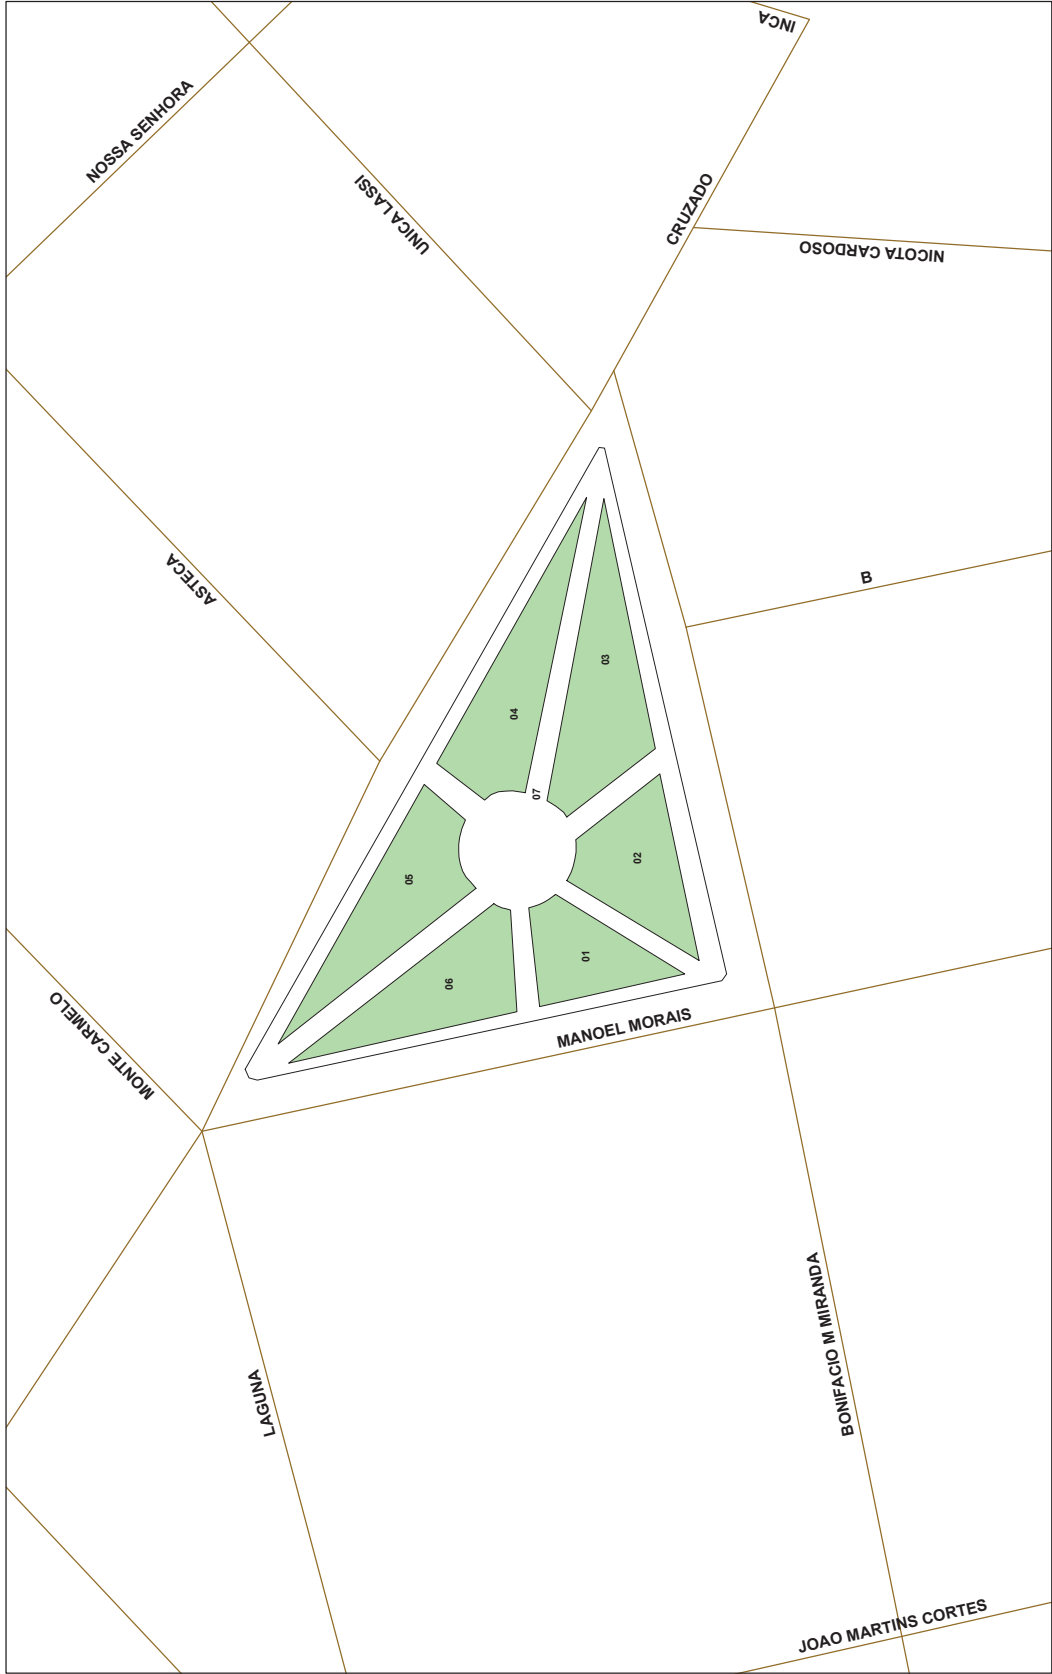 INCA
NOSSA SENHORA
UNICA LASSI
CRUZADO
NICOTA CARDOSO
ASTECA
B
03
04
07
02
05
01
06
MANOEL MORAIS
MONTE CARMELO
BONIFACIO M MIRANDA
LAGUNA
JOAO MARTINS CORTES